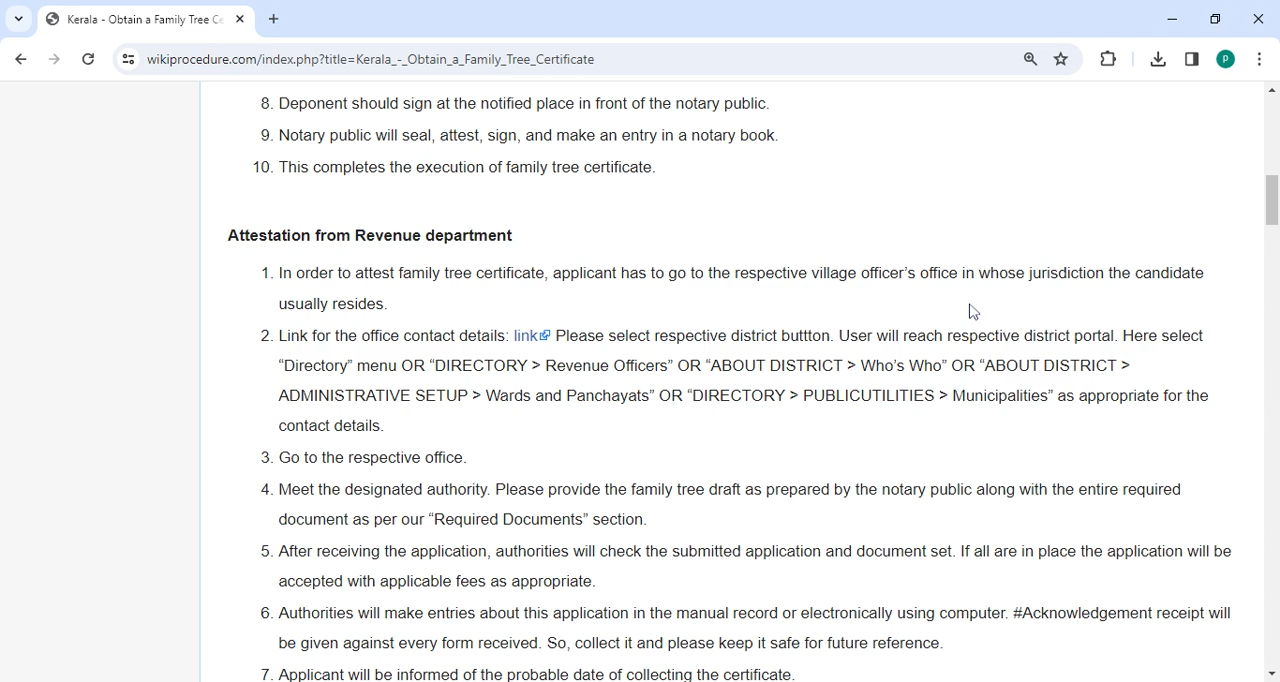 Kerala - Obtain a Family Tree Ce
wikiprocedure.com/index.php?title=Kerala_-_Obtain_a_Family_Tree_Certificate
P
8. Deponent should sign at the notified place in front of the notary public.
9. Notary public will seal, attest, sign, and make an entry in a notary book.
10. This completes the execution of family tree certificate.
Attestation from Revenue department
1. In order to attest family tree certificate, applicant has to go to the respective village officer’s office in whose jurisdiction the candidate
usually resides.
2. Link for the office contact details: link Please select respective district buttton. User will reach respective district portal. Here select
“Directory” menu OR “DIRECTORY > Revenue Officers” OR “ABOUT DISTRICT > Who’s Who” OR “ABOUT DISTRICT >
ADMINISTRATIVE SETUP > Wards and Panchayats” OR “DIRECTORY > PUBLICUTILITIES > Municipalities” as appropriate for the
contact details.
3. Go to the respective office.
4. Meet the designated authority. Please provide the family tree draft as prepared by the notary public along with the entire required
document as per our “Required Documents” section.
5. After receiving the application, authorities will check the submitted application and document set. If all are in place the application will be
accepted with applicable fees as appropriate.
6. Authorities will make entries about this application in the manual record or electronically using computer. #Acknowledgement receipt will
be given against every form received. So, collect it and please keep it safe for future reference.
7. Applicant will be informed of the probable date of collecting the certificate.